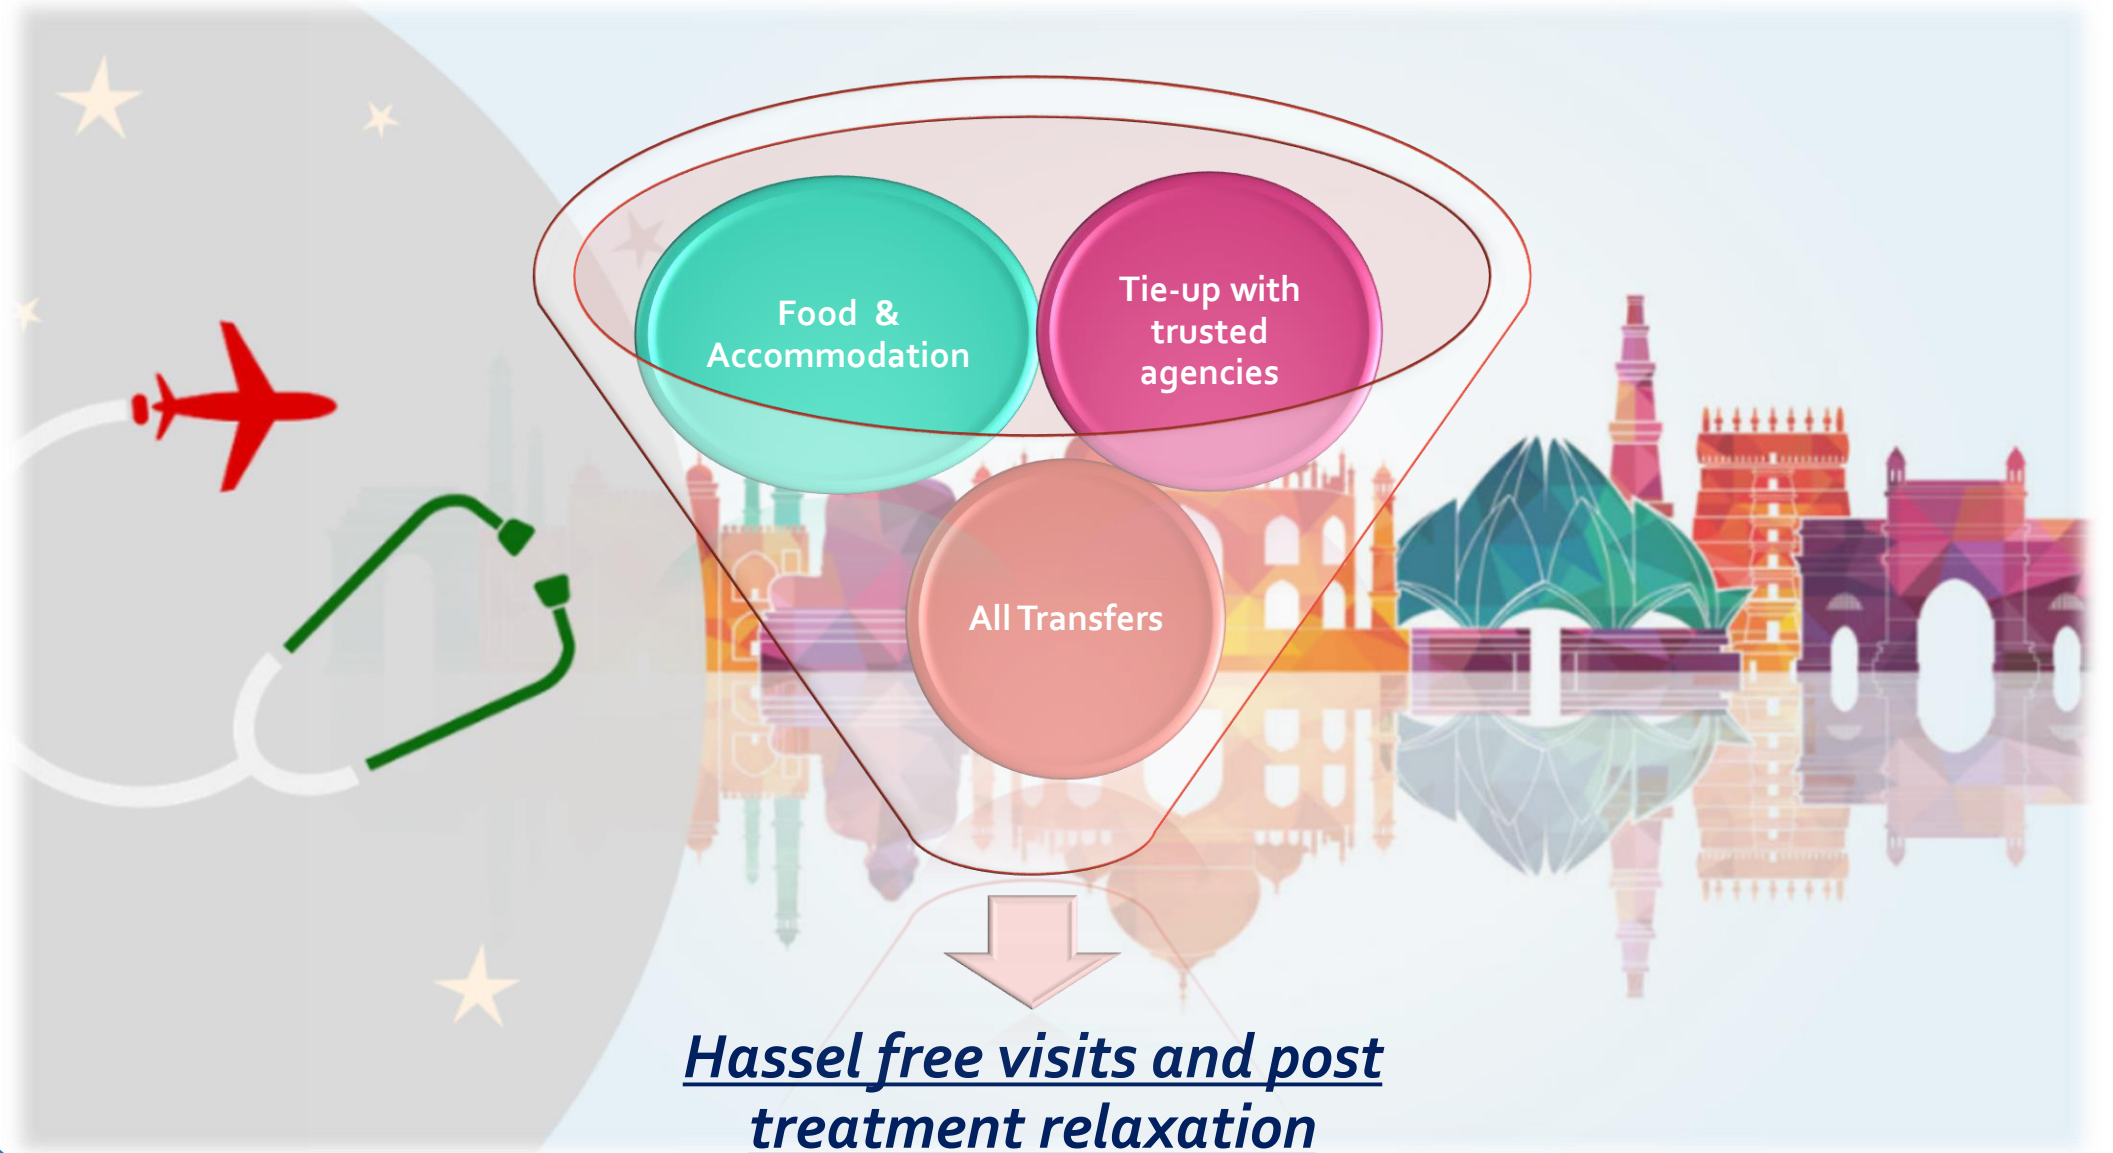 Food & 
Accommodation
Tie-up with
trusted
agencies
All Transfers
Hassel free visits and post
treatment relaxation